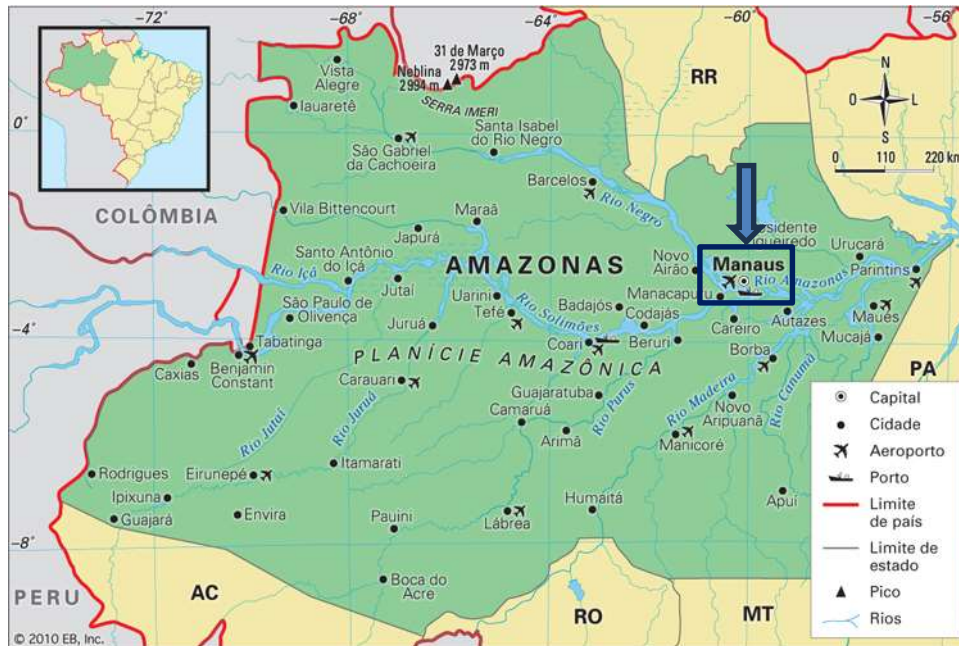 −72°
−68°
−64°
−60°
−56°
31 de Março
2973 m
Neblina
2994 m
SERRA IMERI
Vista
Alegre
Iauaretê
0°
São Gabriel
da Cachoeira
Santa Isabel
do Rio Negro
Barcelos
Rio Negro
RR
N
O
L
S
0 110 220 km
COLÔMBIA
Vila Bittencourt
Maraã
Japurá
Santo Antônio
do Içá
Rio Içá
AMAZONAS
Novo
Airão
Manaus
Rio Amazonas
Urucará
Parintins
São Paulo de
Olivença
Jutaí
Uarini
Tefé
Rio Solimões
Badajós
Codajás
Manacapuru
Careiro
Autazes
Maués
Mucajá
Juruá
−4°
Tabatinga
Benjamin
Constant
Caxias
PLANÍCIE AMAZÔNICA
Coari
Beruri
Borba
PA
Carauari
Guajaratuba
Camaruá
Rio Purus
Rio Madeira
Rio Canumã
Novo
Aripuanã
Rio Jutaí
Rio Juruá
Arimã
Manicoré
Rodrigues
Eirunepé
Itamarati
Ipixuna
Guajará
Envira
Pauini
Lábrea
Humaitá
Apuí
−8°
Boca do
Acre
PERU
AC
RO
MT
Capital
Cidade
Aeroporto
Porto
Limite
de país
Limite de
estado
Pico
Rios
© 2010 EB, Inc.